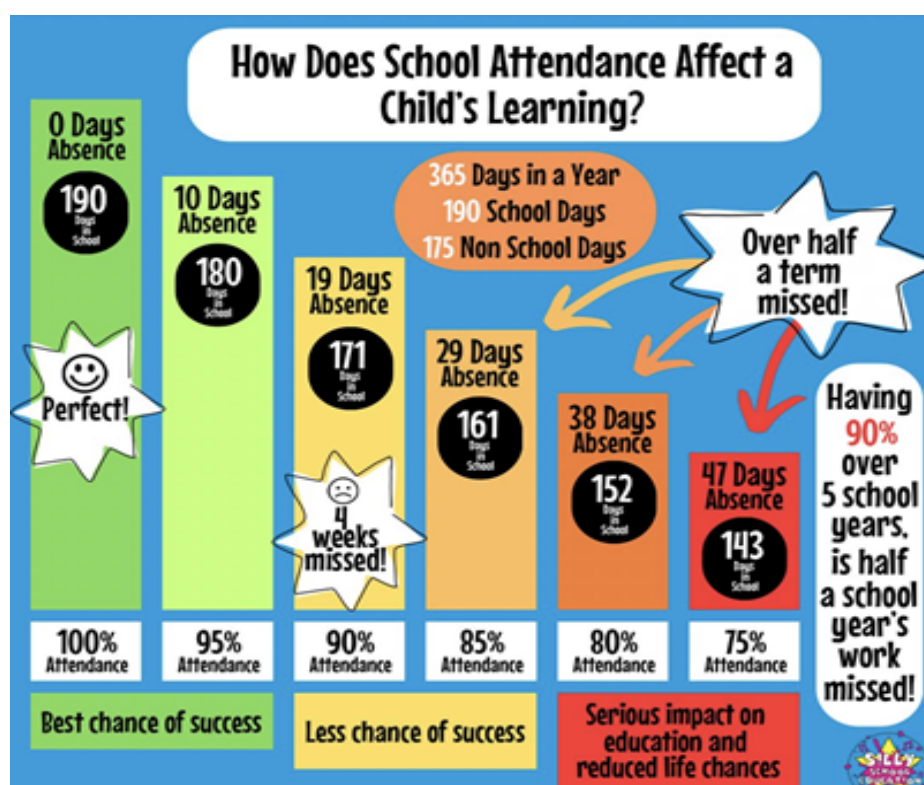 How Does School Attendance Affect a
Child's Learning?
365 Days in a Year
190 School Days
175 Non School Days
Over half
a term
missed!
0 Days
Absence
190
Days
in
School
Perfect!
10 Days
Absence
180
Days
in
School
19 Days
Absence
171
Days
in
School
4
weeks
missed!
29 Days
Absence
161
Days
in
School
38 Days
Absence
152
Days
in
School
47 Days
Absence
143
Days
in
School
Having
90%
over
5 school
years,
is half
a school
year's
work
missed!
100%
Attendance
95%
Attendance
90%
Attendance
85%
Attendance
80%
Attendance
75%
Attendance
Best chance of success
Less chance of success
Serious impact on
education and
reduced life chances
SILLY
SCHOOL
EDUCATION